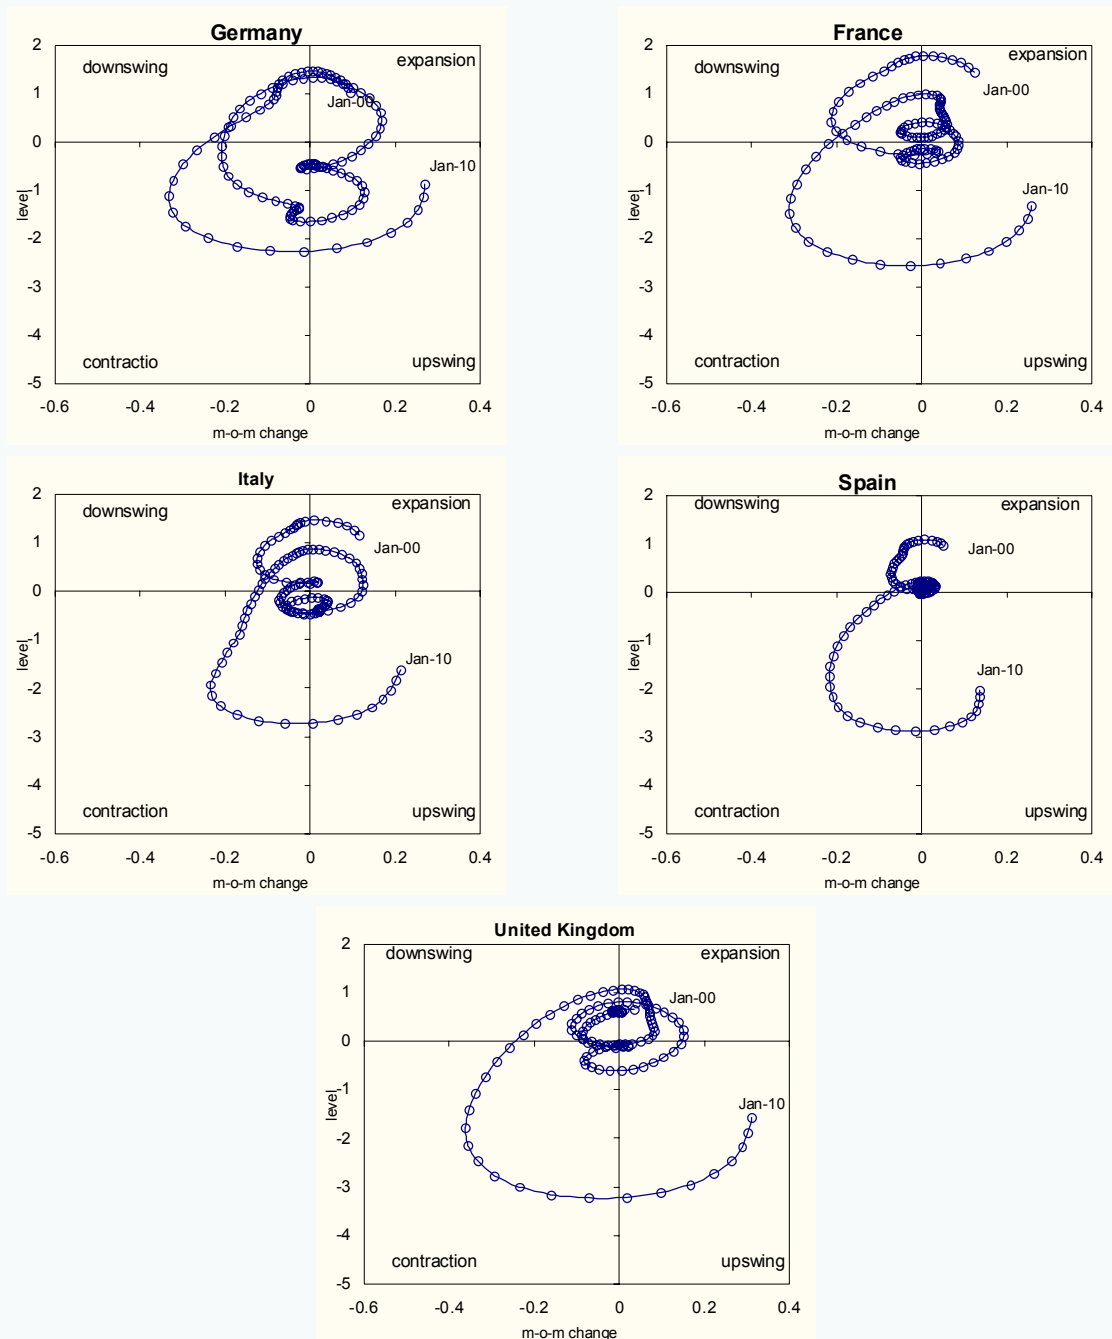 Germany
2
downswing
expansion
1
Jan-00
0
Jan-10
level
-1
-2
-3
-4
contractio
upswing
-5
-0.6 -0.4 -0.2 0 0.2 0.4
m-o-m change
France
2
downswing
expansion
1
Jan-00
0
Jan-10
level
-1
-2
-3
-4
contraction
upswing
-5
-0.6 -0.4 -0.2 0 0.2 0.4
m-o-m change
Italy
2
downswing
expansion
1
Jan-00
0
level
-1
Jan-10
-2
-3
-4
contraction
upswing
-5
-0.6 -0.4 -0.2 0 0.2 0.4
m-o-m change
Spain
2
downswing
expansion
1
Jan-00
0
level
-1
Jan-10
-2
-3
-4
contraction
upswing
-5
-0.6 -0.4 -0.2 0 0.2 0.4
m-o-m change
United Kingdom
2
downswing
expansion
1
Jan-00
0
level
-1
Jan-10
-2
-3
-4
contraction
upswing
-5
-0.6 -0.4 -0.2 0 0.2 0.4
m-o-m change